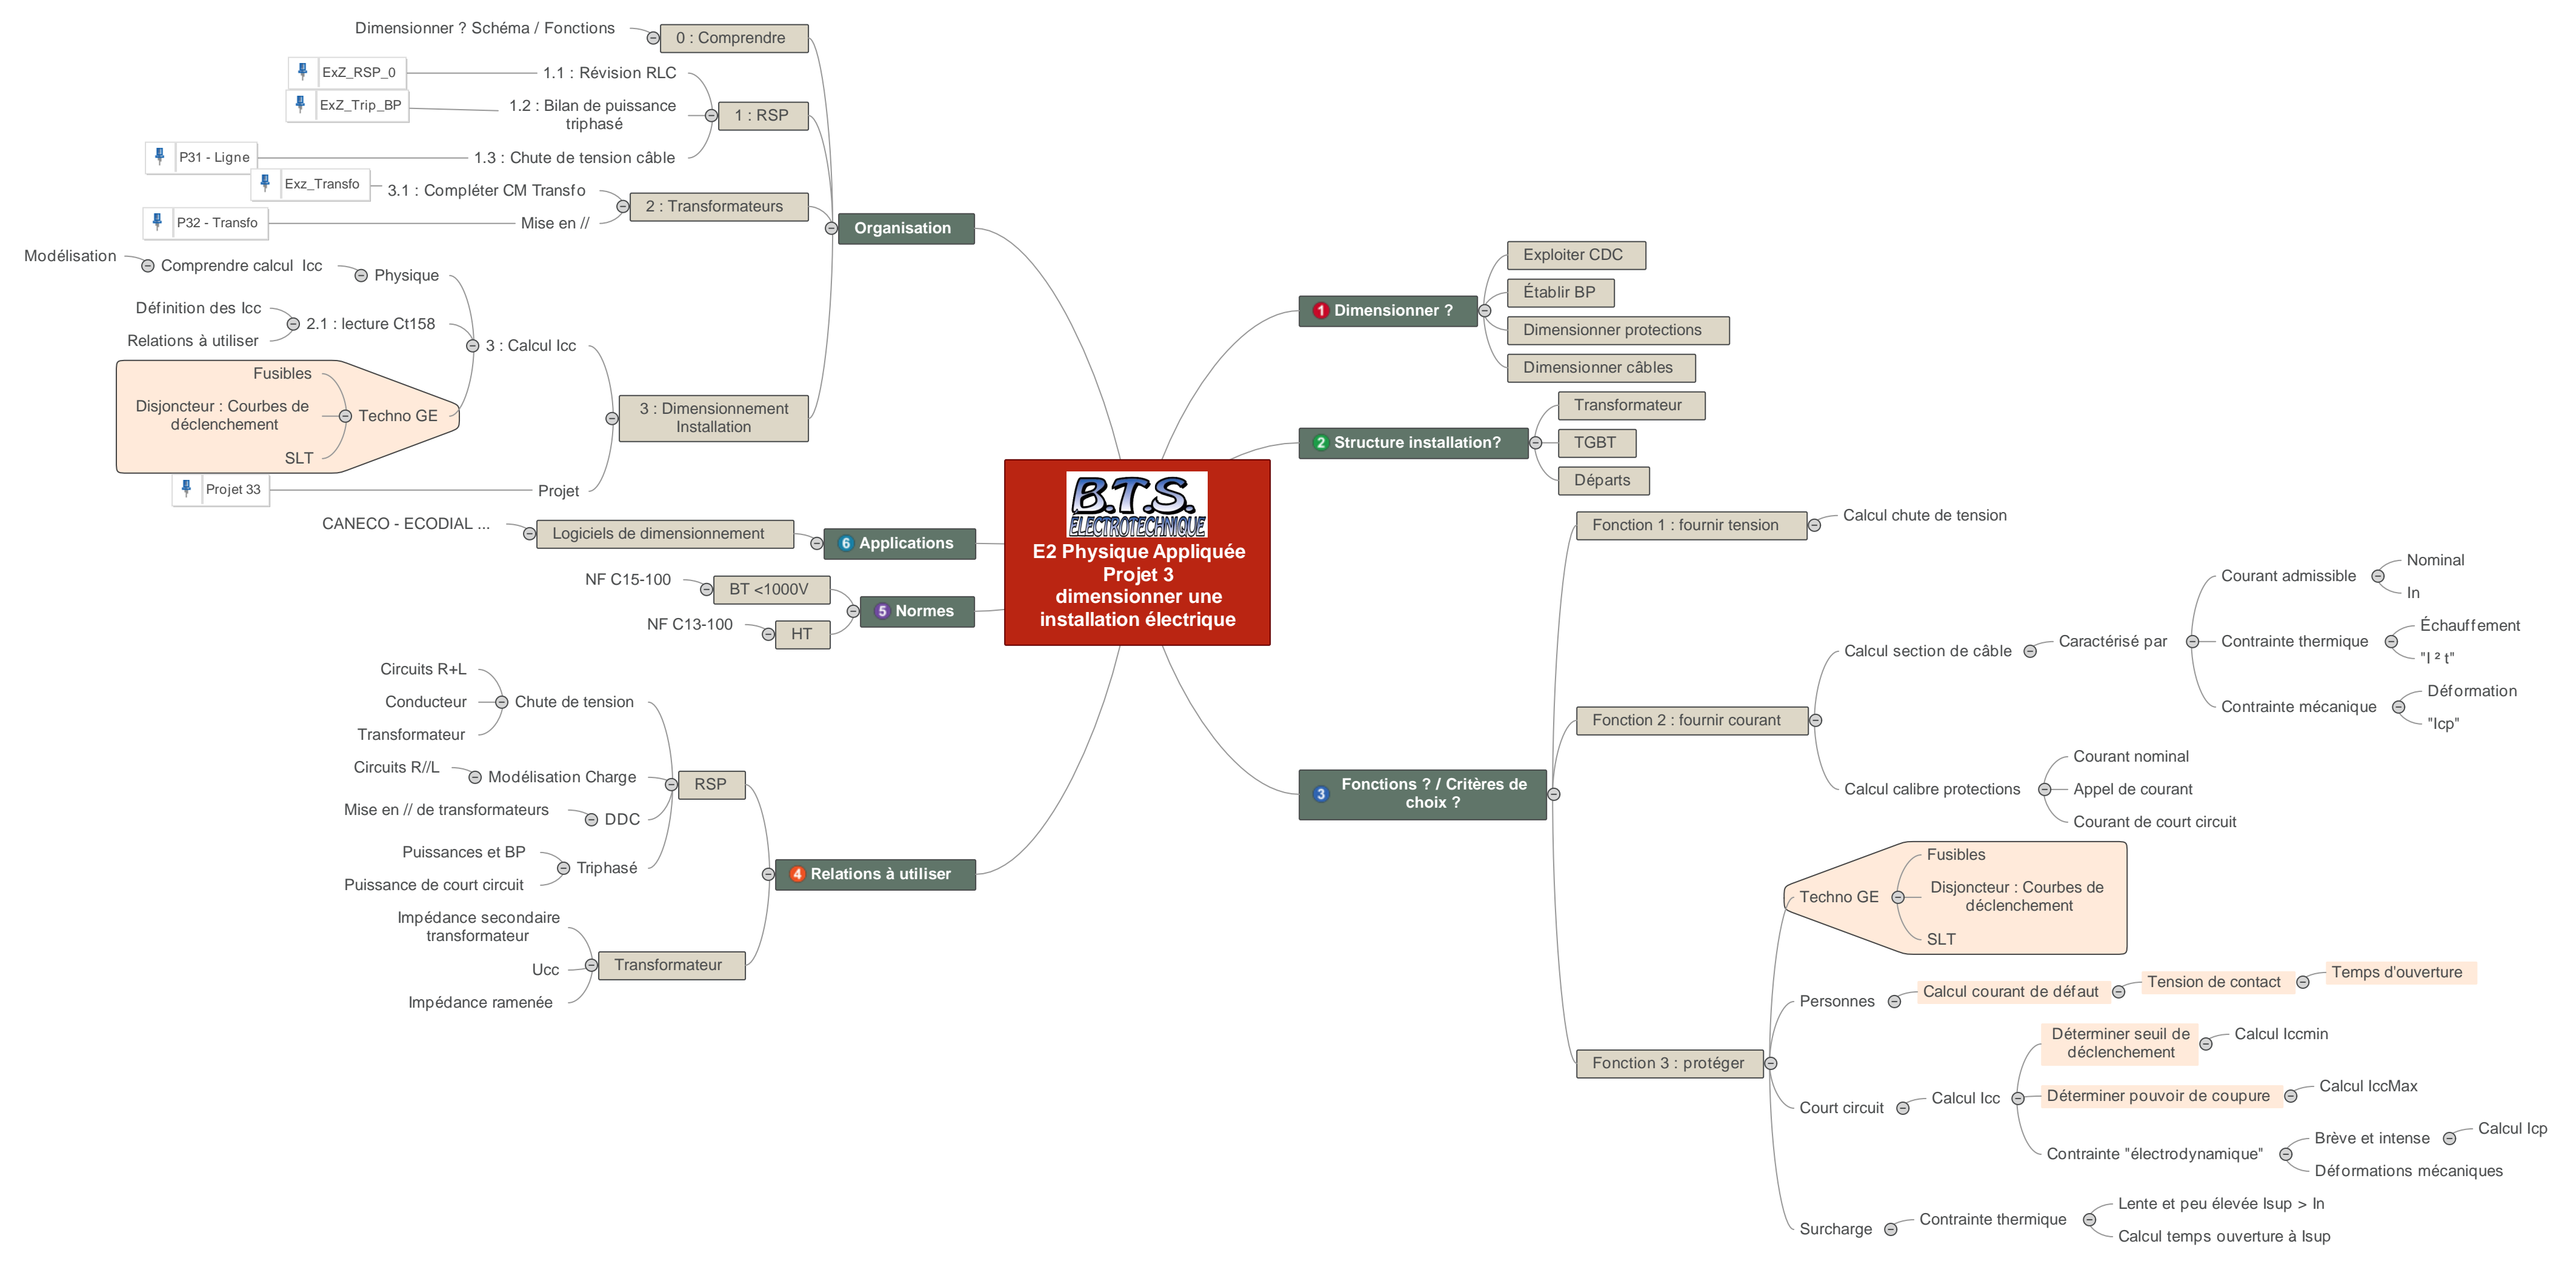 B.T.S.
ÉLECTROTECHNIQUE
E2 Physique Appliquée
Projet 3
dimensionner une
installation électrique
1 Dimensionner ?
Exploiter CDC
Établir BP
Dimensionner protections
Dimensionner câbles
2 Structure installation?
Transformateur
TGBT
Départs
3 Fonctions ? / Critères de
choix ?
Fonction 1 : fournir tension
Calcul chute de tension
Fonction 2 : fournir courant
Calcul section de câble
Caractérisé par
Courant admissible
Nominal
In
Contrainte thermique
Échauffement
"I ² t"
Contrainte mécanique
Déformation
"Icp"
Calcul calibre protections
Courant nominal
Appel de courant
Courant de court circuit
Fonction 3 : protéger
Techno GE
Fusibles
Disjoncteur : Courbes de
déclenchement
SLT
Personnes
Calcul courant de défaut
Tension de contact
Temps d'ouverture
Court circuit
Calcul Icc
Déterminer seuil de
déclenchement
Calcul Iccmin
Déterminer pouvoir de coupure
Calcul IccMax
Contrainte "électrodynamique"
Brève et intense
Calcul Icp
Déformations mécaniques
Surcharge
Contrainte thermique
Lente et peu élevée Isup > In
Calcul temps ouverture à Isup
4 Relations à utiliser
RSP
Chute de tension
Circuits R+L
Conducteur
Transformateur
Modélisation Charge
Circuits R//L
DDC
Mise en // de transformateurs
Triphasé
Puissances et BP
Puissance de court circuit
Transformateur
Impédance secondaire
transformateur
Ucc
Impédance ramenée
5 Normes
BT <1000V
NF C15-100
HT
NF C13-100
6 Applications
Logiciels de dimensionnement
CANECO - ECODIAL ...
Organisation
0 : Comprendre
Dimensionner ? Schéma / Fonctions
1 : RSP
1.1 : Révision RLC
ExZ_RSP_0
1.2 : Bilan de puissance
triphasé
ExZ_Trip_BP
1.3 : Chute de tension câble
P31 - Ligne
2 : Transformateurs
3.1 : Compléter CM Transfo
Exz_Transfo
Mise en //
P32 - Transfo
3 : Dimensionnement
Installation
3 : Calcul Icc
Physique
Comprendre calcul Icc
Modélisation
2.1 : lecture Ct158
Définition des Icc
Relations à utiliser
Techno GE
Fusibles
Disjoncteur : Courbes de
déclenchement
SLT
Projet
Projet 33